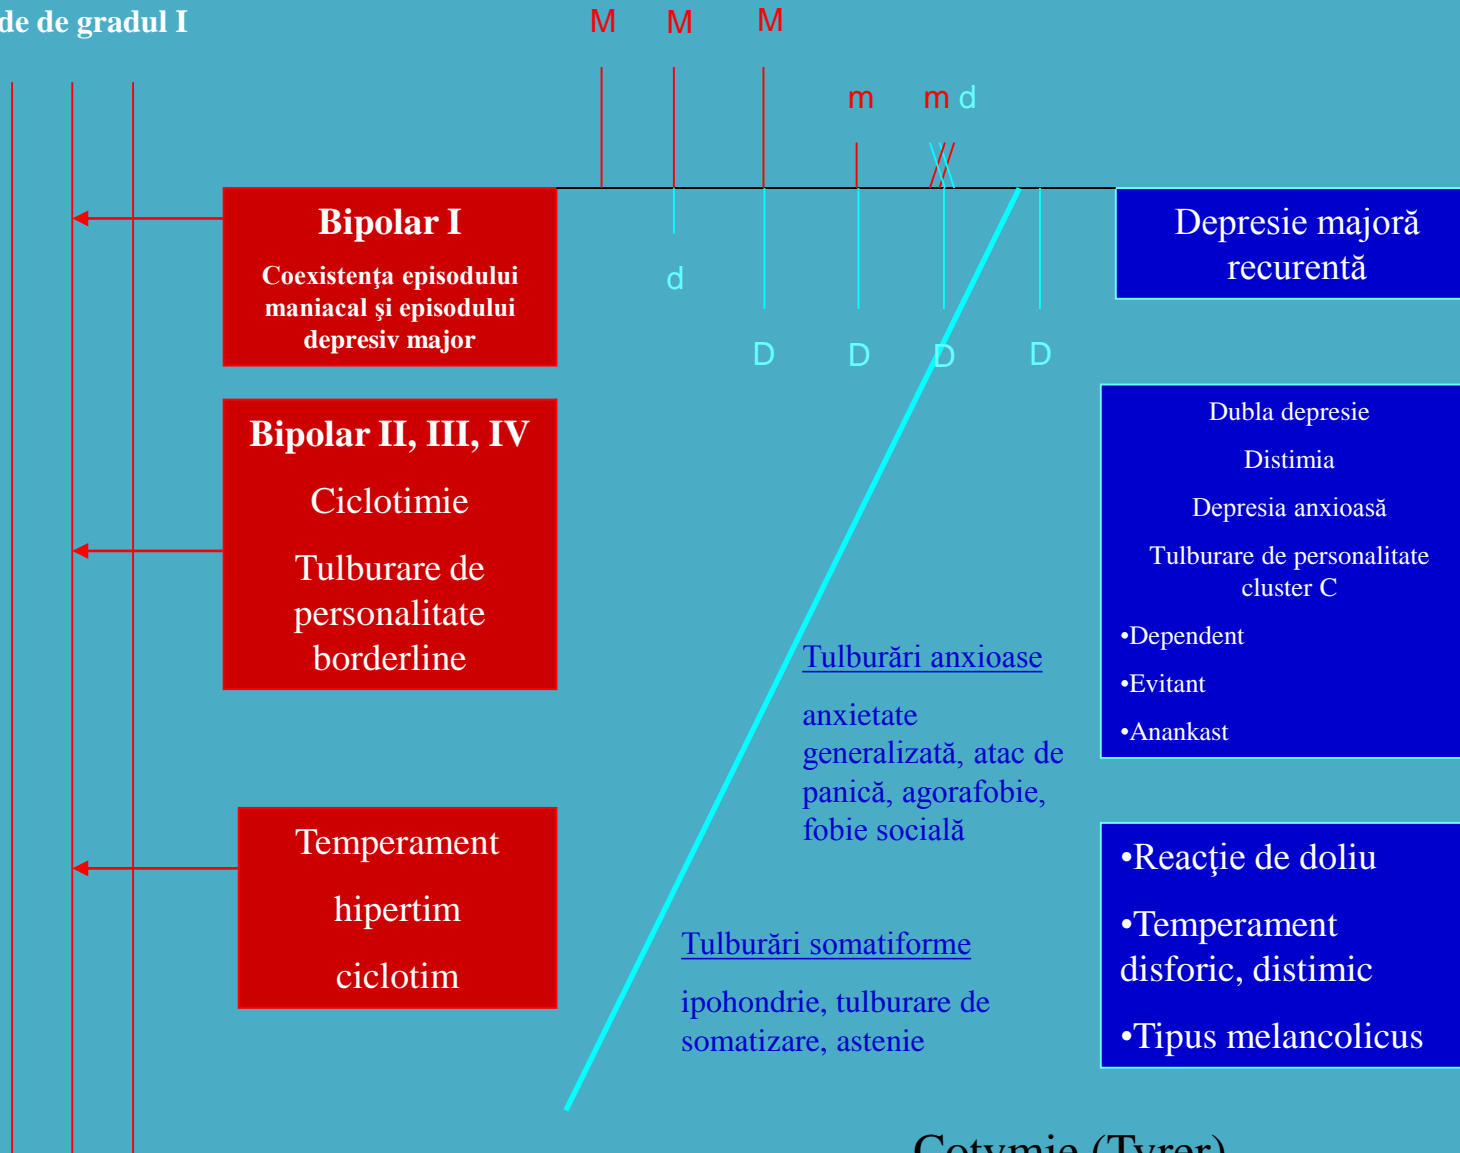 de de gradul I
M M M
m m d
Bipolar I
Coexistenţa episodului
maniacal şi episodului
depresiv major
d
D D D D
Depresie majoră
recurentă
Bipolar II, III, IV
Ciclotimie
Tulburare de
personalitate
borderline
Dubla depresie
Distimia
Depresia anxioasă
Tulburare de personalitate
cluster C
•Dependent
•Evitant
•Anankast
Tulburări anxioase
anxietate
generalizată, atac de
panică, agorafobie,
fobie socială
Temperament
hipertim
ciclotim
Tulburări somatiforme
ipohondrie, tulburare de
somatizare, astenie
•Reacţie de doliu
•Temperament
disforic, distimic
•Tipus melancolicus
Cotymie (Tyrer)